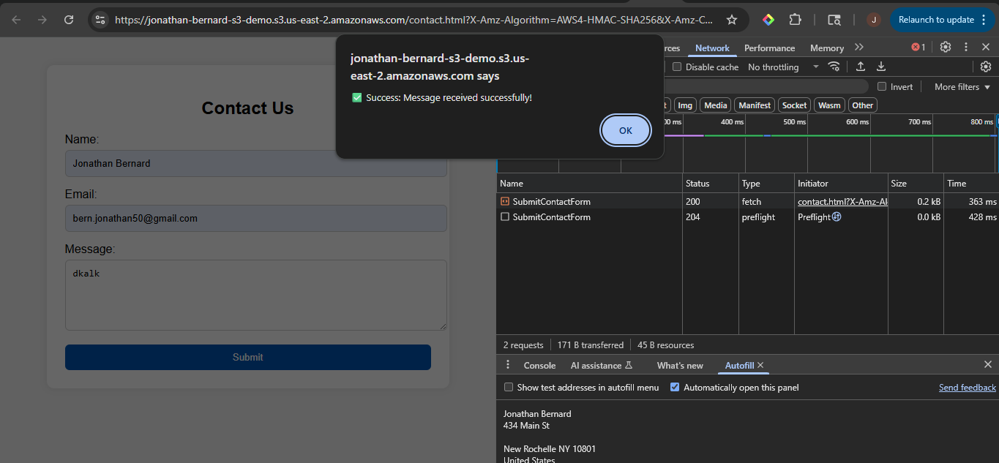 https://jonathan-bernard-s3-demo.s3.us-east-2.amazonaws.com/contact.html?X-Amz-Algorithm=AWS4-HMAC-SHA256&X-Amz-C...
J
Relaunch to update
jonathan-bernard-s3-demo.s3.us-
east-2.amazonaws.com says
✅ Success: Message received successfully!
OK
Contact Us
Name:
Jonathan Bernard
Email:
bern.jonathan50@gmail.com
Message:
dkalk
Submit
rces Network Performance Memory 1
Disable cache No throttling
Invert More filters
t Img Media Manifest Socket Wasm Other
00 ms 400 ms 500 ms 600 ms 700 ms 800 ms
Name Status Type Initiator Size Time
SubmitContactForm 200 fetch contact.html?X-Amz-Al 0.2 kB 363 ms
SubmitContactForm 204 preflight Preflight 0.0 kB 428 ms
2 requests 171 B transferred 45 B resources
Console AI assistance What's new Autofill
Show test addresses in autofill menu Automatically open this panel Send feedback
Jonathan Bernard
434 Main St
New Rochelle NY 10801
United States